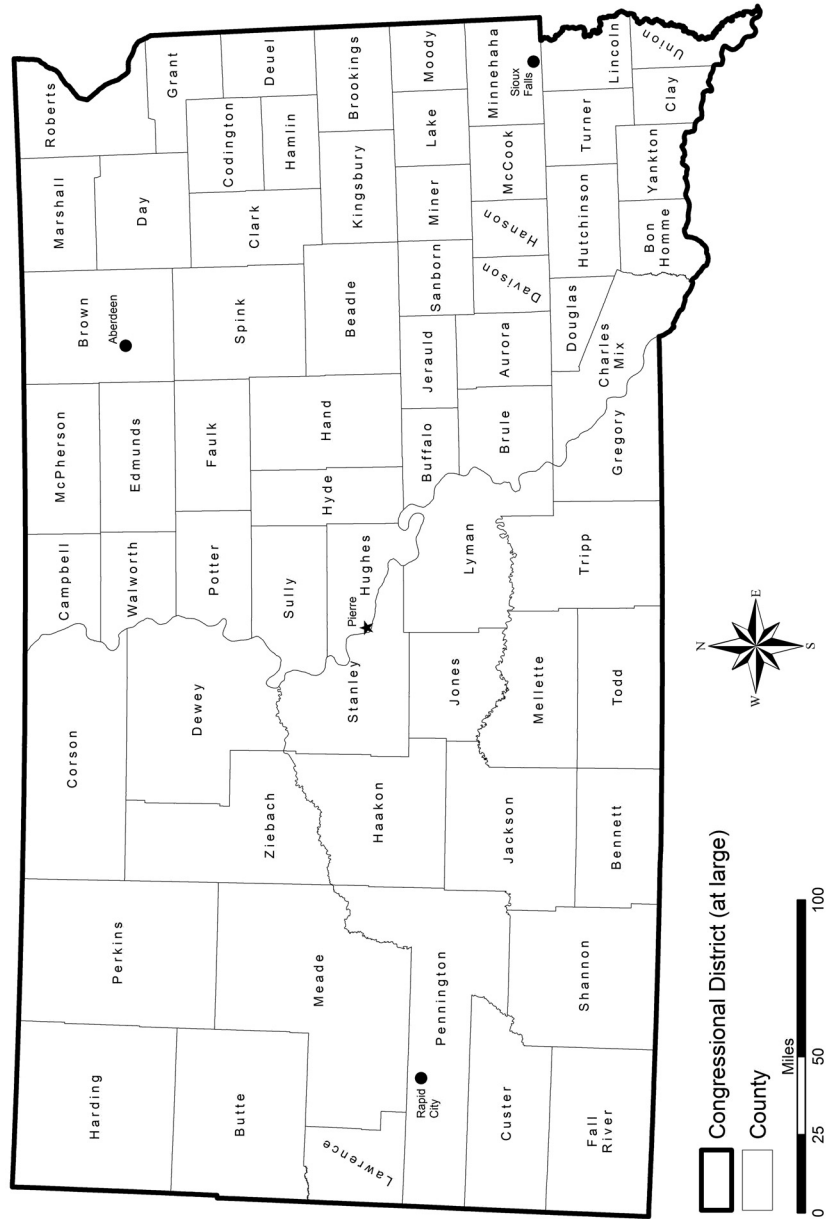 Harding
Perkins
Corson
Campbell
McPherson
Brown
Aberdeen
Marshall
Roberts
Walworth
Edmunds
Day
Grant
Butte
Meade
Ziebach
Dewey
Potter
Faulk
Spink
Clark
Codington
Deuel
Hamlin
Sully
Hyde
Hand
Beadle
Kingsbury
Brookings
Lawrence
Haakon
Stanley
Pierre
Hughes
Rapid
City
Pennington
Jackson
Jones
Lyman
Buffalo
Jerauld
Sanborn
Miner
Lake
Moody
Brule
Aurora
Davison
Hanson
McCook
Minnehaha
Sioux
Falls
Custer
Mellette
Fall
River
Shannon
Bennett
Todd
Tripp
Gregory
Charles
Mix
Douglas
Hutchinson
Turner
Lincoln
Bon
Homme
Yankton
Clay
Union
Congressional District (at large)
County
Miles
0 25 50 100
N
W E
S